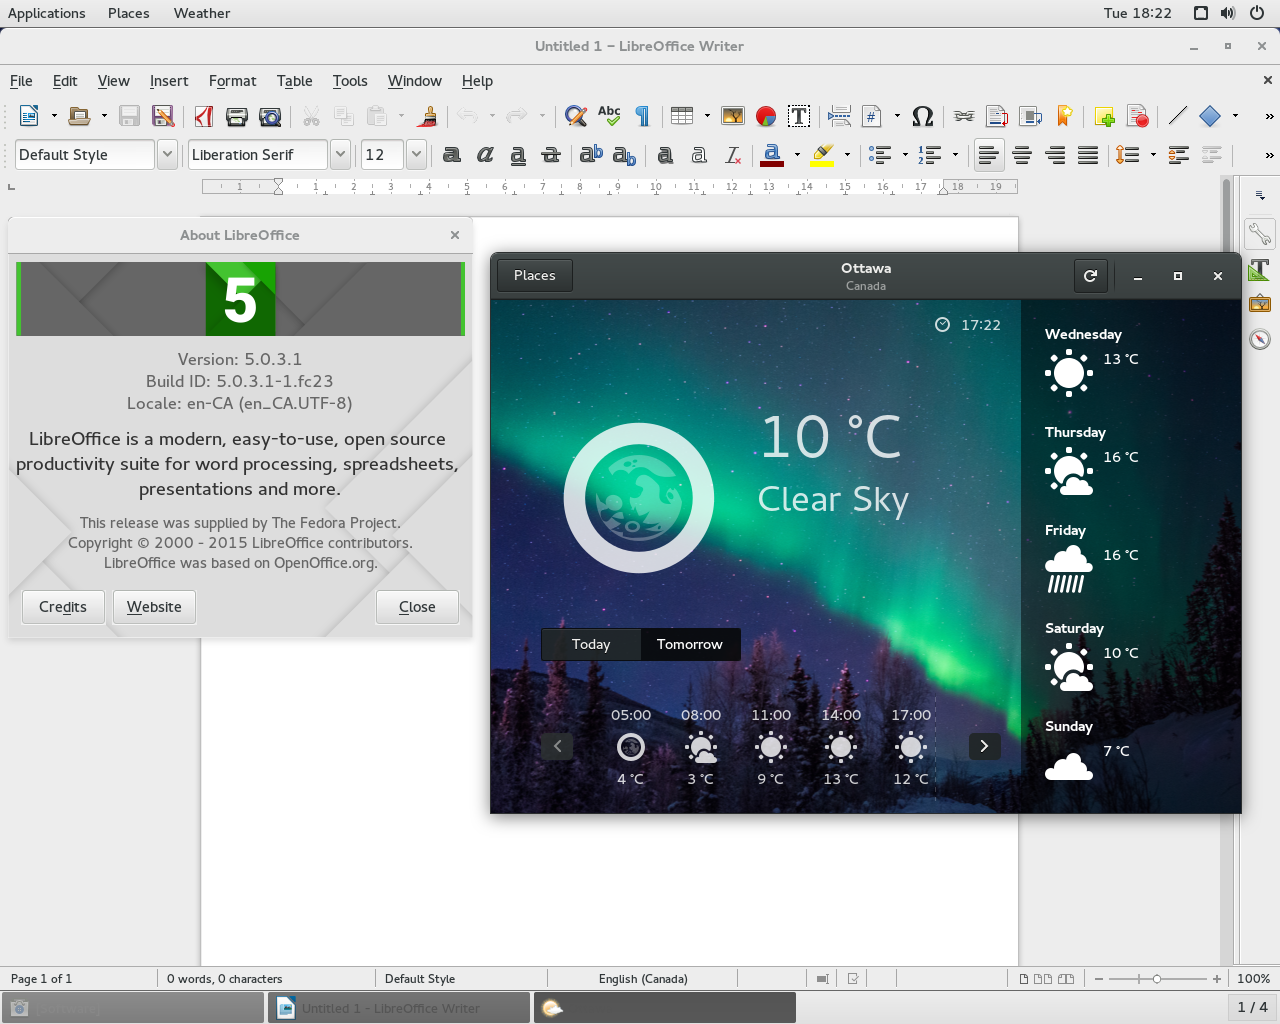 Applications Places Weather Tue 18:22
Untitled 1 – LibreOffice Writer
File Edit View Insert Format Table Tools Window Help
Abc
Default Style Liberation Serif 12
1 1 2 3 4 5 6 7 8 9 10 11 12 13 14 15 16 17 18 19
About LibreOffice
5
Version: 5.0.3.1
Build ID: 5.0.3.1-1.fc23
Locale: en-CA (en_CA.UTF-8)
LibreOffice is a modern, easy-to-use, open source
productivity suite for word processing, spreadsheets,
presentations and more.
This release was supplied by The Fedora Project.
Copyright © 2000 - 2015 LibreOffice contributors.
LibreOffice was based on OpenOffice.org.
Credits Website Close
Places
Ottawa
Canada
17:22
10 °C
Clear Sky
Today Tomorrow
05:00 08:00 11:00 14:00 17:00
4 °C 3 °C 9 °C 13 °C 12 °C
Wednesday
13 °C
Thursday
16 °C
Friday
16 °C
Saturday
10 °C
Sunday
7 °C
Page 1 of 1 0 words, 0 characters Default Style English (Canada) 100%
Untitled 1 - LibreOffice Writer 1 / 4